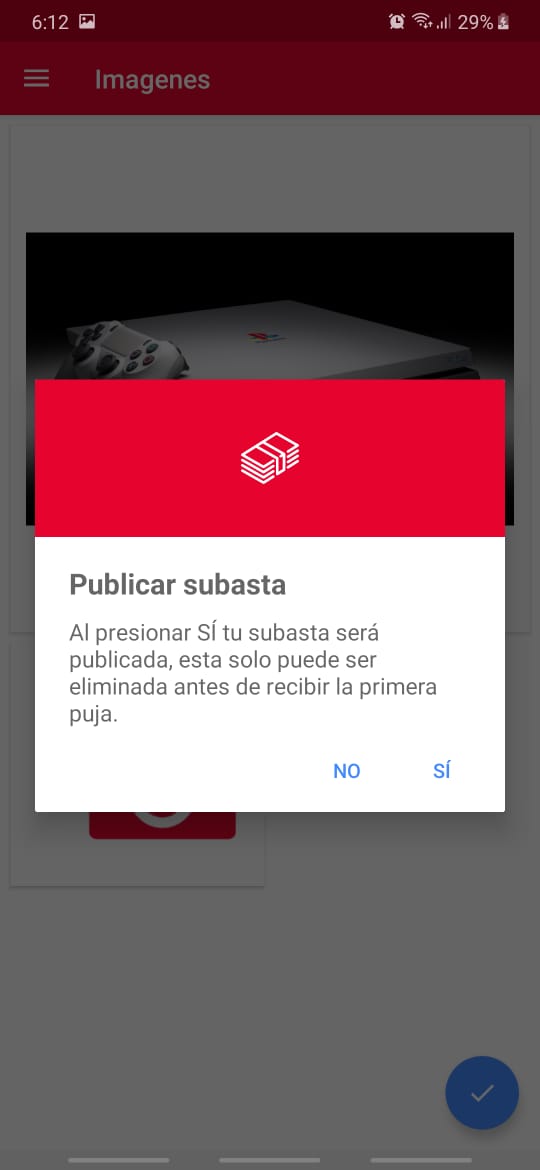 6:12 29%
Imagenes
Publicar subasta
Al presionar SÍ tu subasta será
publicada, esta solo puede ser
eliminada antes de recibir la primera
puja.
NO SÍ